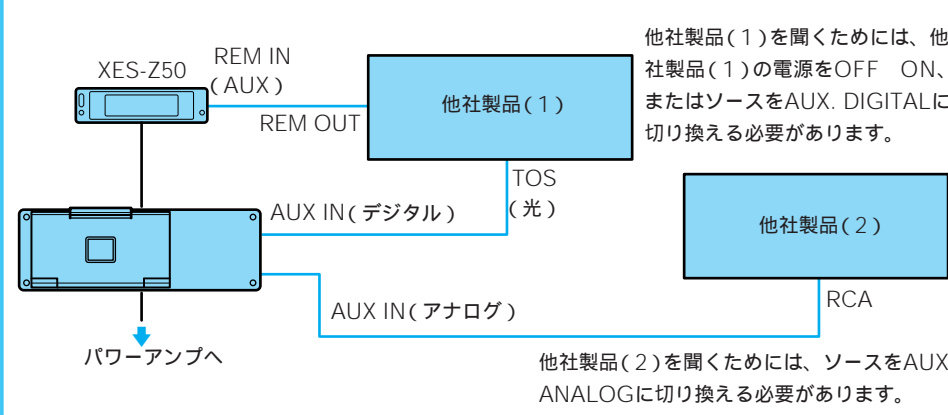 REM IN
(AUX)
XES-Z50
REM OUT
他社製品(1)
他社製品(1)を聞くためには、他
社製品(1)の電源をOFF ON、
またはソースをAUX. DIGITALに
切り換える必要があります。
TOS
(光)
AUX IN(デジタル)
他社製品(2)
AUX IN(アナログ)
RCA
パワーアンプへ
他社製品(2)を聞くためには、ソースをAUX
ANALOGに切り換える必要があります。